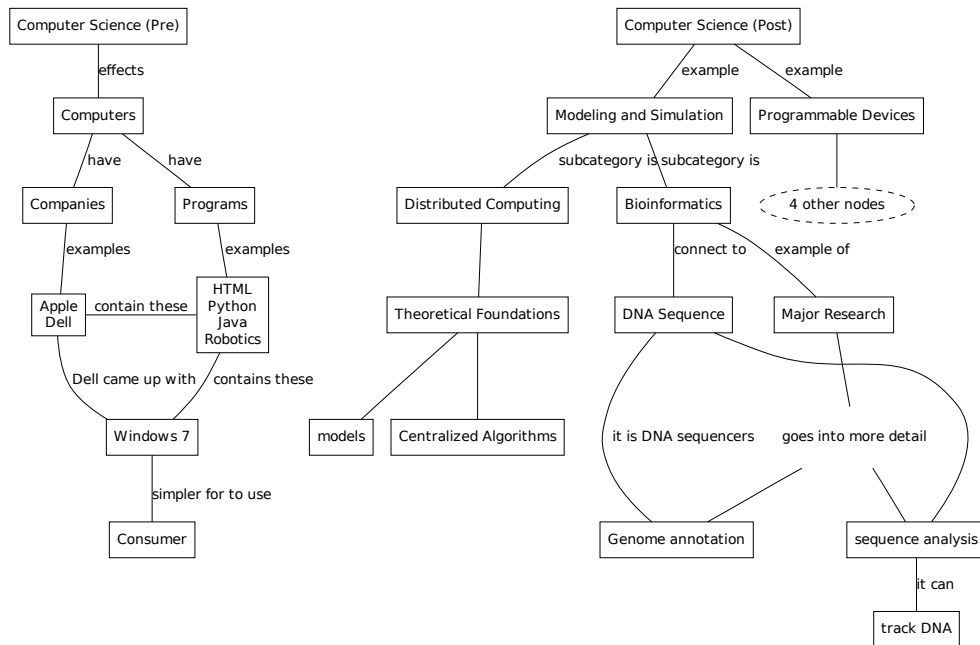 Computer Science (Pre)
effects
Computers
have
have
Companies
Programs
examples
examples
Apple
Dell
contain these
HTML
Python
Java
Robotics
Dell came up with
contains these
Windows 7
simpler for to use
Consumer
Computer Science (Post)
example
example
Modeling and Simulation
Programmable Devices
subcategory is
subcategory is
Distributed Computing
Bioinformatics
4 other nodes
connect to
example of
Theoretical Foundations
DNA Sequence
Major Research
models
Centralized Algorithms
it is DNA sequencers
goes into more detail
Genome annotation
sequence analysis
it can
track DNA